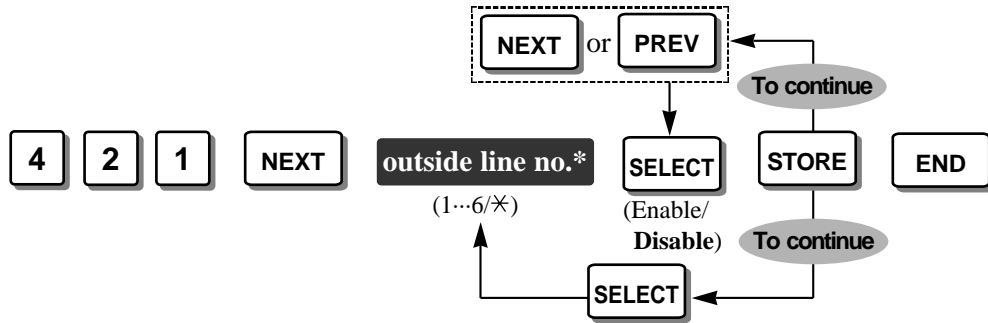 NEXT or PREV
To continue
4 2 1 NEXT outside line no.* SELECT STORE END
(1···6/✳) (Enable/
Disable) To continue
SELECT